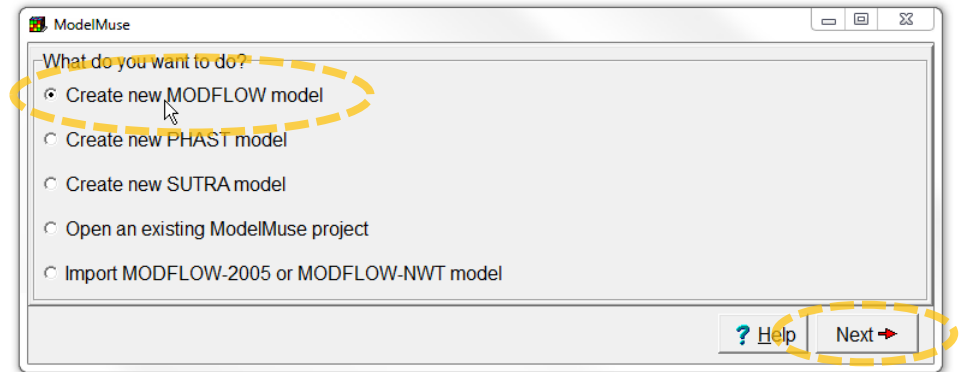 ModelMuse
What do you want to do?
Create new MODFLOW model
Create new PHAST model
Create new SUTRA model
Open an existing ModelMuse project
Import MODFLOW-2005 or MODFLOW-NWT model
? Help
Next